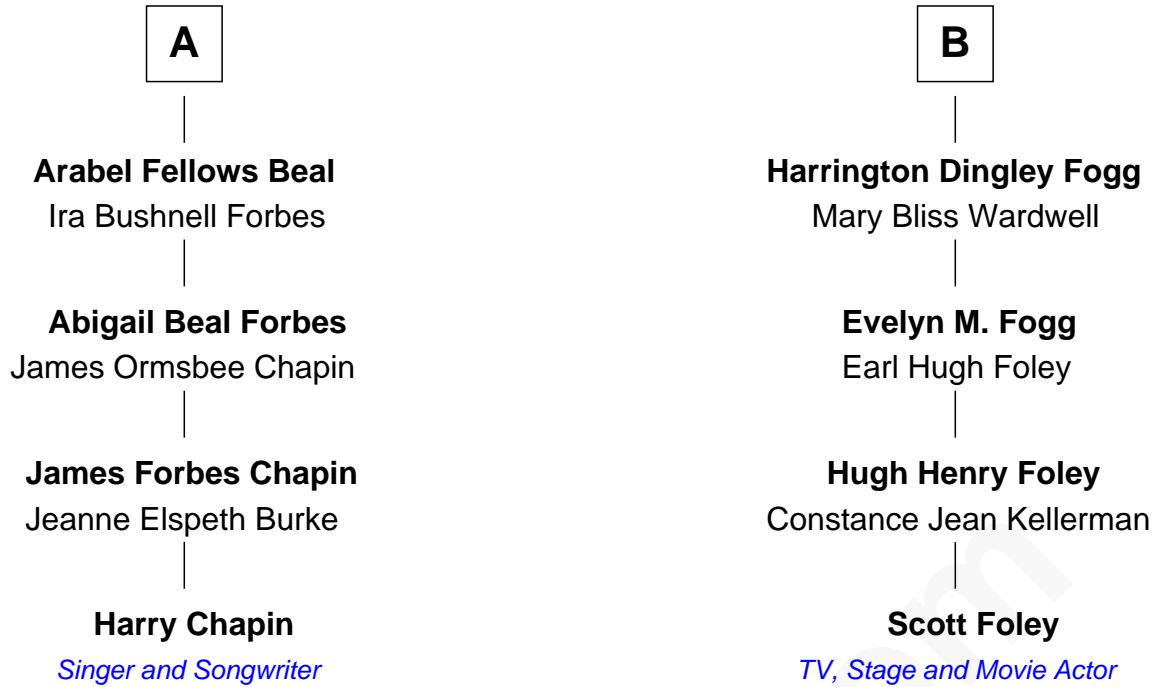 A
Arabel Fellows Beal
Ira Bushnell Forbes
Abigail Beal Forbes
James Ormsbee Chapin
James Forbes Chapin
Jeanne Elspeth Burke
Harry Chapin
Singer and Songwriter
B
Harrington Dingley Fogg
Mary Bliss Wardwell
Evelyn M. Fogg
Earl Hugh Foley
Hugh Henry Foley
Constance Jean Kellerman
Scott Foley
TV, Stage and Movie Actor